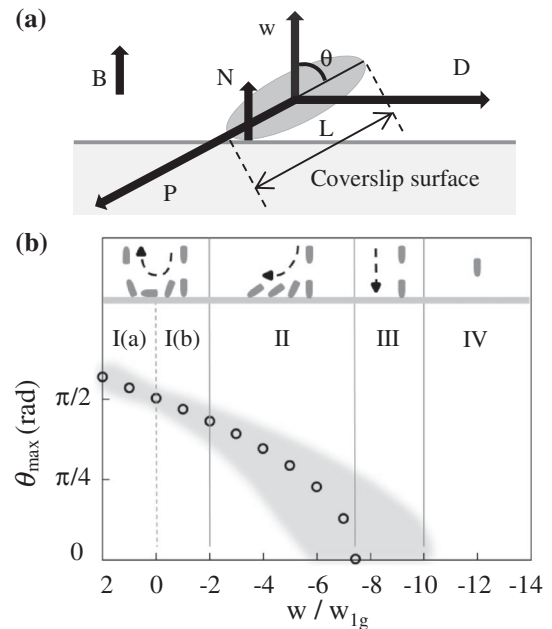 (a)
w
θ
B
N
D
L
P
Coverslip surface
(b)
I(a) I(b) II III IV
θmax (rad)
π/2
π/4
0
2 0 -2 -4 -6 -8 -10 -12 -14
w / w1g